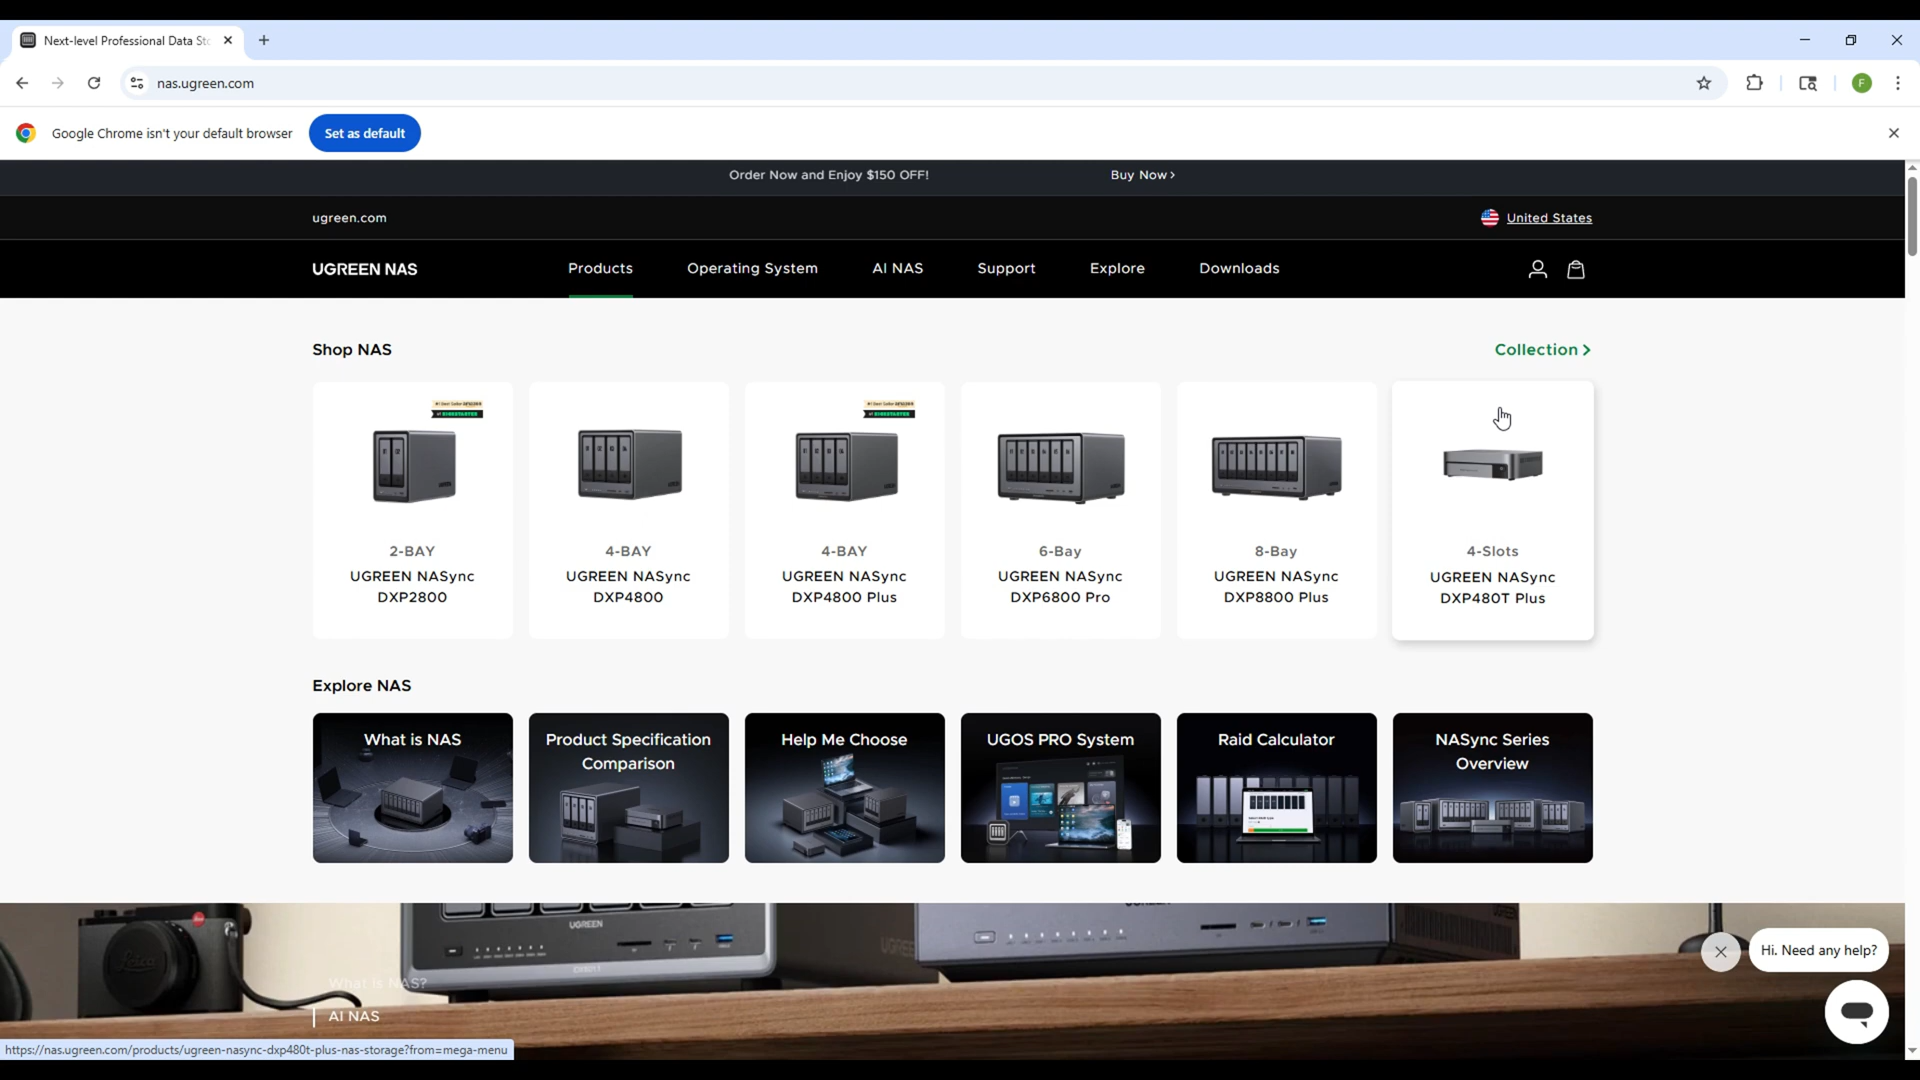 Next-level Professional Data Sto
nas.ugreen.com
F
Google Chrome isn't your default browser
Set as default
Order Now and Enjoy $150 OFF!
Buy Now >
ugreen.com
United States
UGREEN NAS
Products
Operating System
AI NAS
Support
Explore
Downloads
Shop NAS
Collection >
2-BAY
UGREEN NASync
DXP2800
4-BAY
UGREEN NASync
DXP4800
4-BAY
UGREEN NASync
DXP4800 Plus
6-Bay
UGREEN NASync
DXP6800 Pro
8-Bay
UGREEN NASync
DXP8800 Plus
4-Slots
UGREEN NASync
DXP480T Plus
Explore NAS
What is NAS
Product Specification
Comparison
Help Me Choose
UGOS PRO System
Raid Calculator
NASync Series
Overview
UGREEN
What is NAS?
AI NAS
Hi. Need any help?
https://nas.ugreen.com/products/ugreen-nasync-dxp480t-plus-nas-storage?from=mega-menu